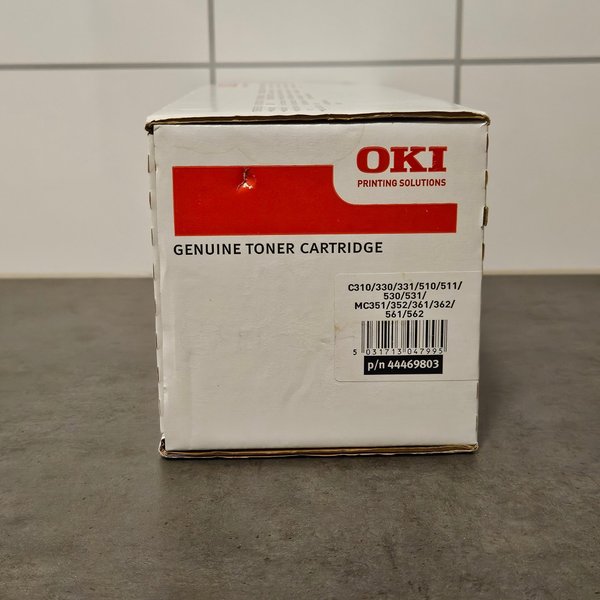 OKI
PRINTING SOLUTIONS
GENUINE TONER CARTRIDGE
C310/330/331/510/511/
530/531/
MC351/352/361/362/
561/562
5 031713 047995
p/n 44469803